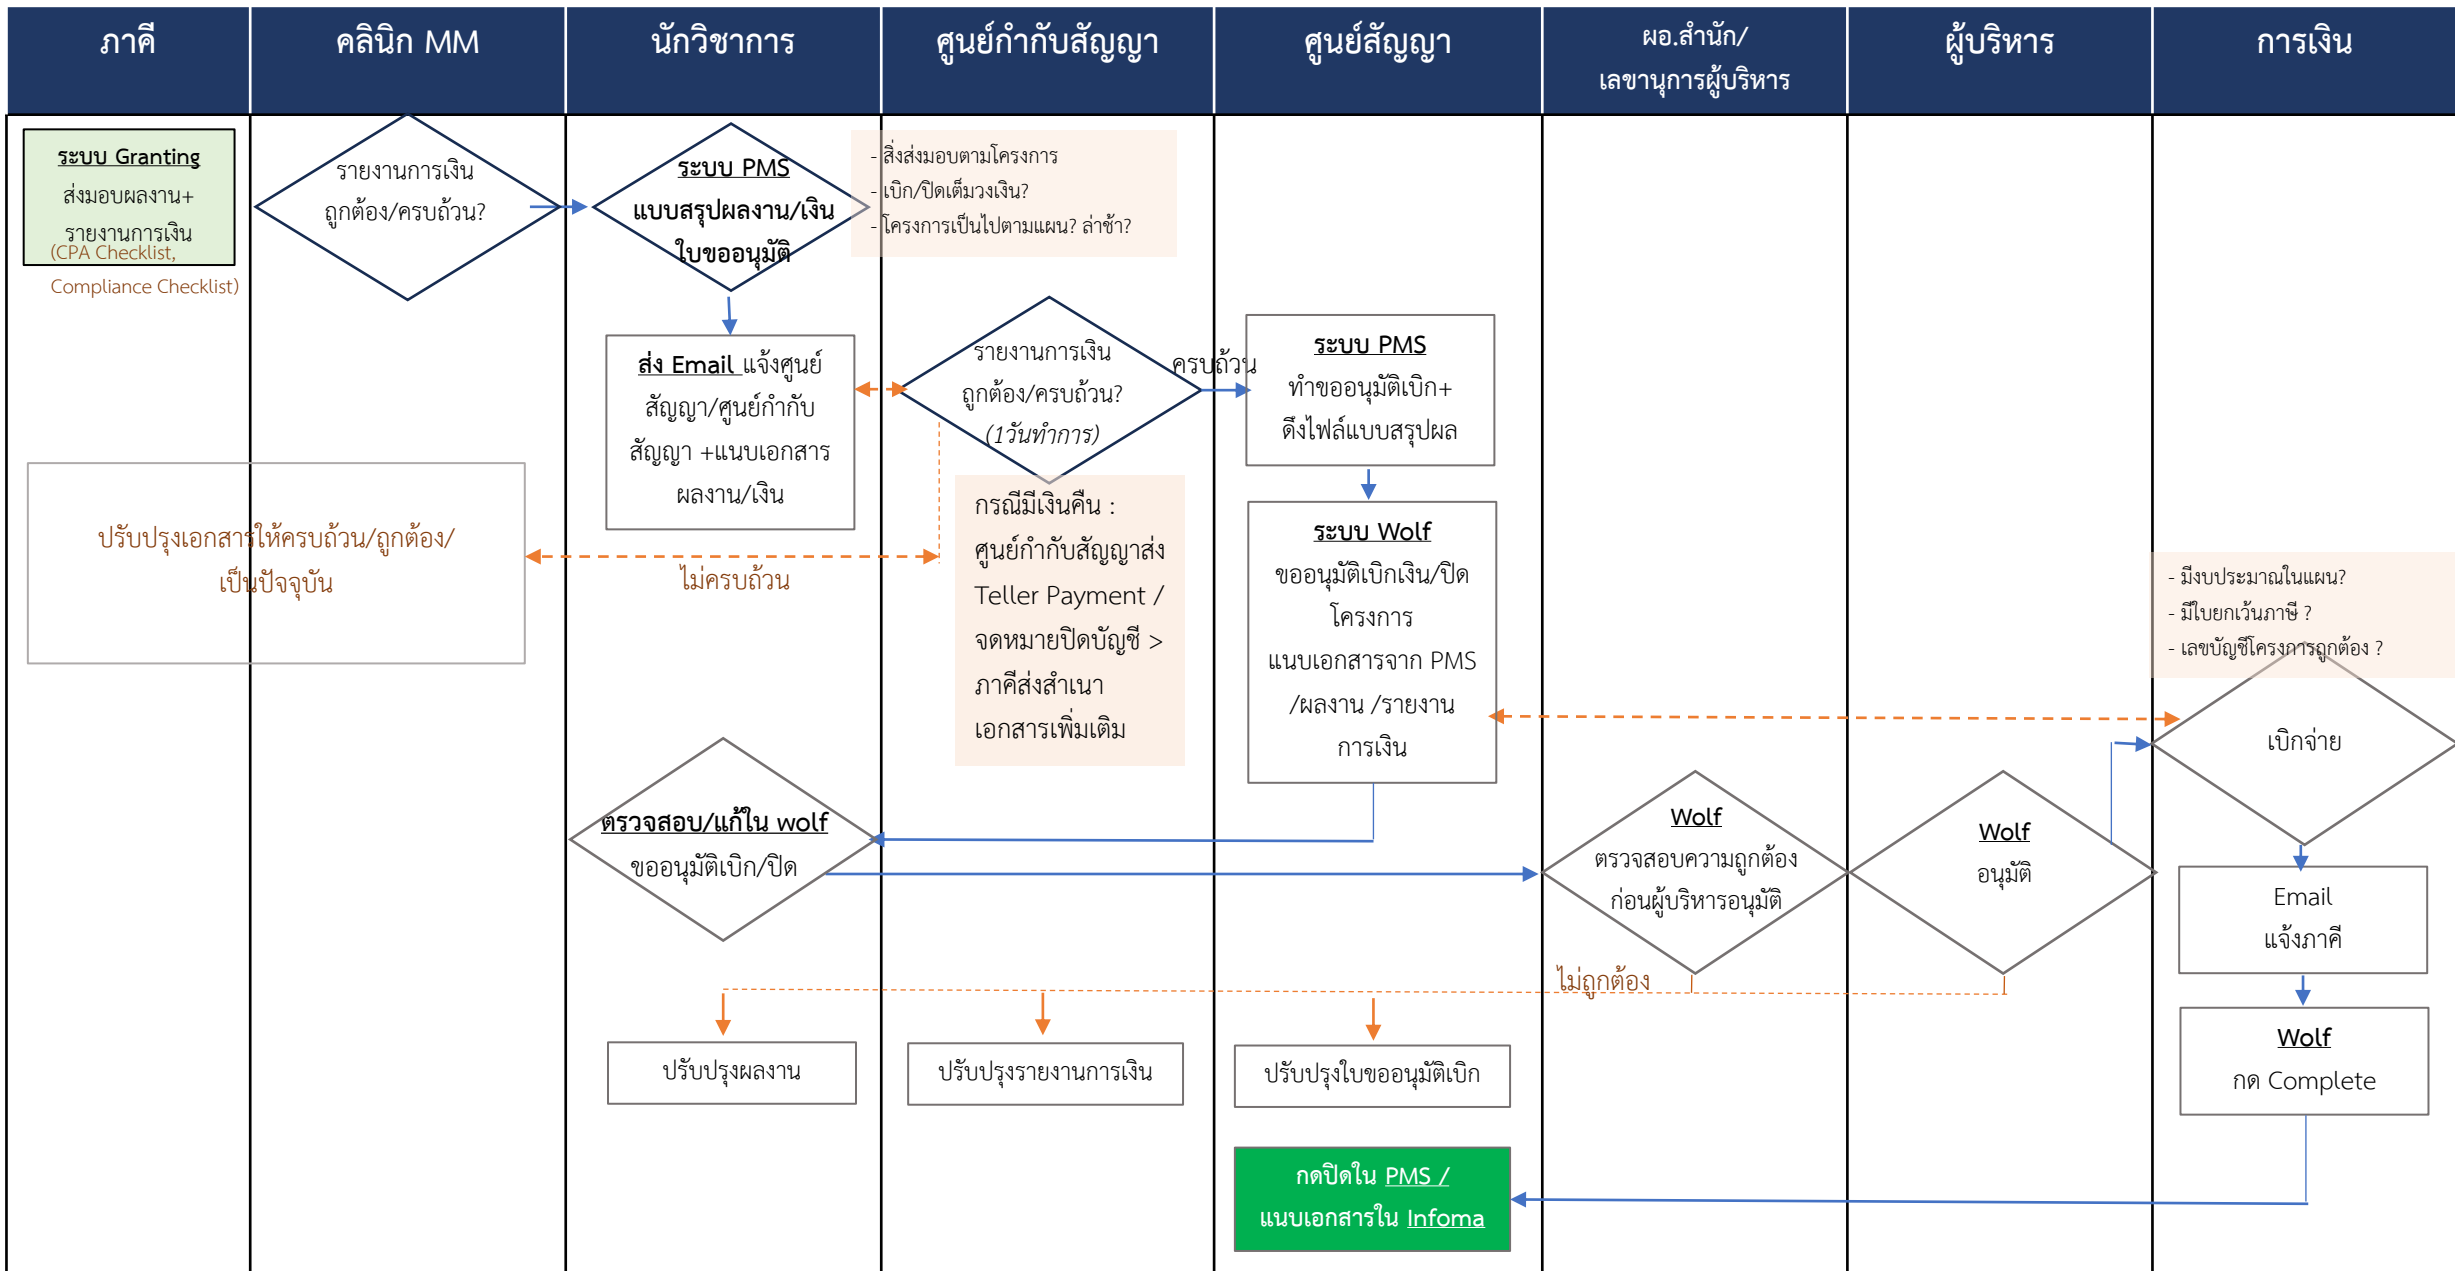 ภาคี
คลินิก MM
นักวิชาการ
ศูนย์กำกับสัญญา
ศูนย์สัญญา
ผอ.สำนัก/
เลขานุการผู้บริหาร
ผู้บริหาร
การเงิน
ระบบ Granting
ส่งมอบผลงาน+
รายงานการเงิน
(CPA Checklist,
Compliance Checklist)
รายงานการเงิน
ถูกต้อง/ครบถ้วน?
ระบบ PMS
แบบสรุปผลงาน/เงิน
ใบขออนุมัติ
- สิ่งส่งมอบตามโครงการ
- เบิก/ปิดเต็มวงเงิน?
- โครงการเป็นไปตามแผน? ล่าช้า?
ส่ง Email แจ้งศูนย์
สัญญา/ศูนย์กำกับ
สัญญา +แนบเอกสาร
ผลงาน/เงิน
รายงานการเงิน
ถูกต้อง/ครบถ้วน?
(1วันทำการ)
ครบถ้วน
ระบบ PMS
ทำขออนุมัติเบิก+
ดึงไฟล์แบบสรุปผล
ปรับปรุงเอกสารให้ครบถ้วน/ถูกต้อง/
เป็นปัจจุบัน
ไม่ครบถ้วน
กรณีมีเงินคืน :
ศูนย์กำกับสัญญาส่ง
Teller Payment /
จดหมายปิดบัญชี >
ภาคีส่งสำเนา
เอกสารเพิ่มเติม
ระบบ Wolf
ขออนุมัติเบิกเงิน/ปิด
โครงการ
แนบเอกสารจาก PMS
/ผลงาน /รายงาน
การเงิน
- มีงบประมาณในแผน?
- มีใบยกเว้นภาษี ?
- เลขบัญชีโครงการถูกต้อง ?
เบิกจ่าย
ตรวจสอบ/แก้ใน wolf
ขออนุมัติเบิก/ปิด
Wolf
ตรวจสอบความถูกต้อง
ก่อนผู้บริหารอนุมัติ
Wolf
อนุมัติ
Email
แจ้งภาคี
ไม่ถูกต้อง
ปรับปรุงผลงาน
ปรับปรุงรายงานการเงิน
ปรับปรุงใบขออนุมัติเบิก
Wolf
กด Complete
กดปิดใน PMS /
แนบเอกสารใน Infoma